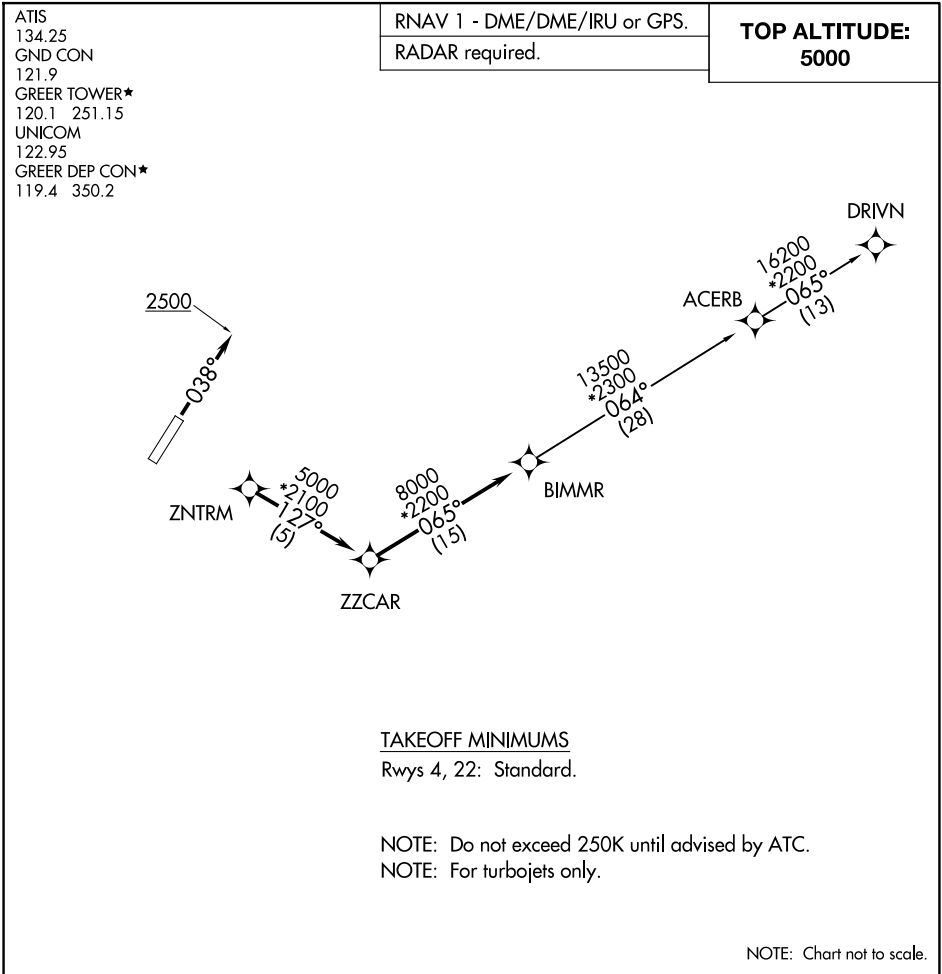 ATIS
134.25
GND CON
121.9
GREER TOWER★
120.1 251.15
UNICOM
122.95
GREER DEP CON★
119.4 350.2
RNAV 1 - DME/DME/IRU or GPS.
RADAR required.
TOP ALTITUDE:
5000
DRIVN
16200
*2200
065°
(13)
ACERB
2500
038°
13500
*2300
064°
(28)
BIMMR
8000
*2200
065°
(15)
ZNTRM
5000
*2100
127°
(5)
ZZCAR
TAKEOFF MINIMUMS
Rwys 4, 22: Standard.
NOTE: Do not exceed 250K until advised by ATC.
NOTE: For turbojets only.
NOTE: Chart not to scale.